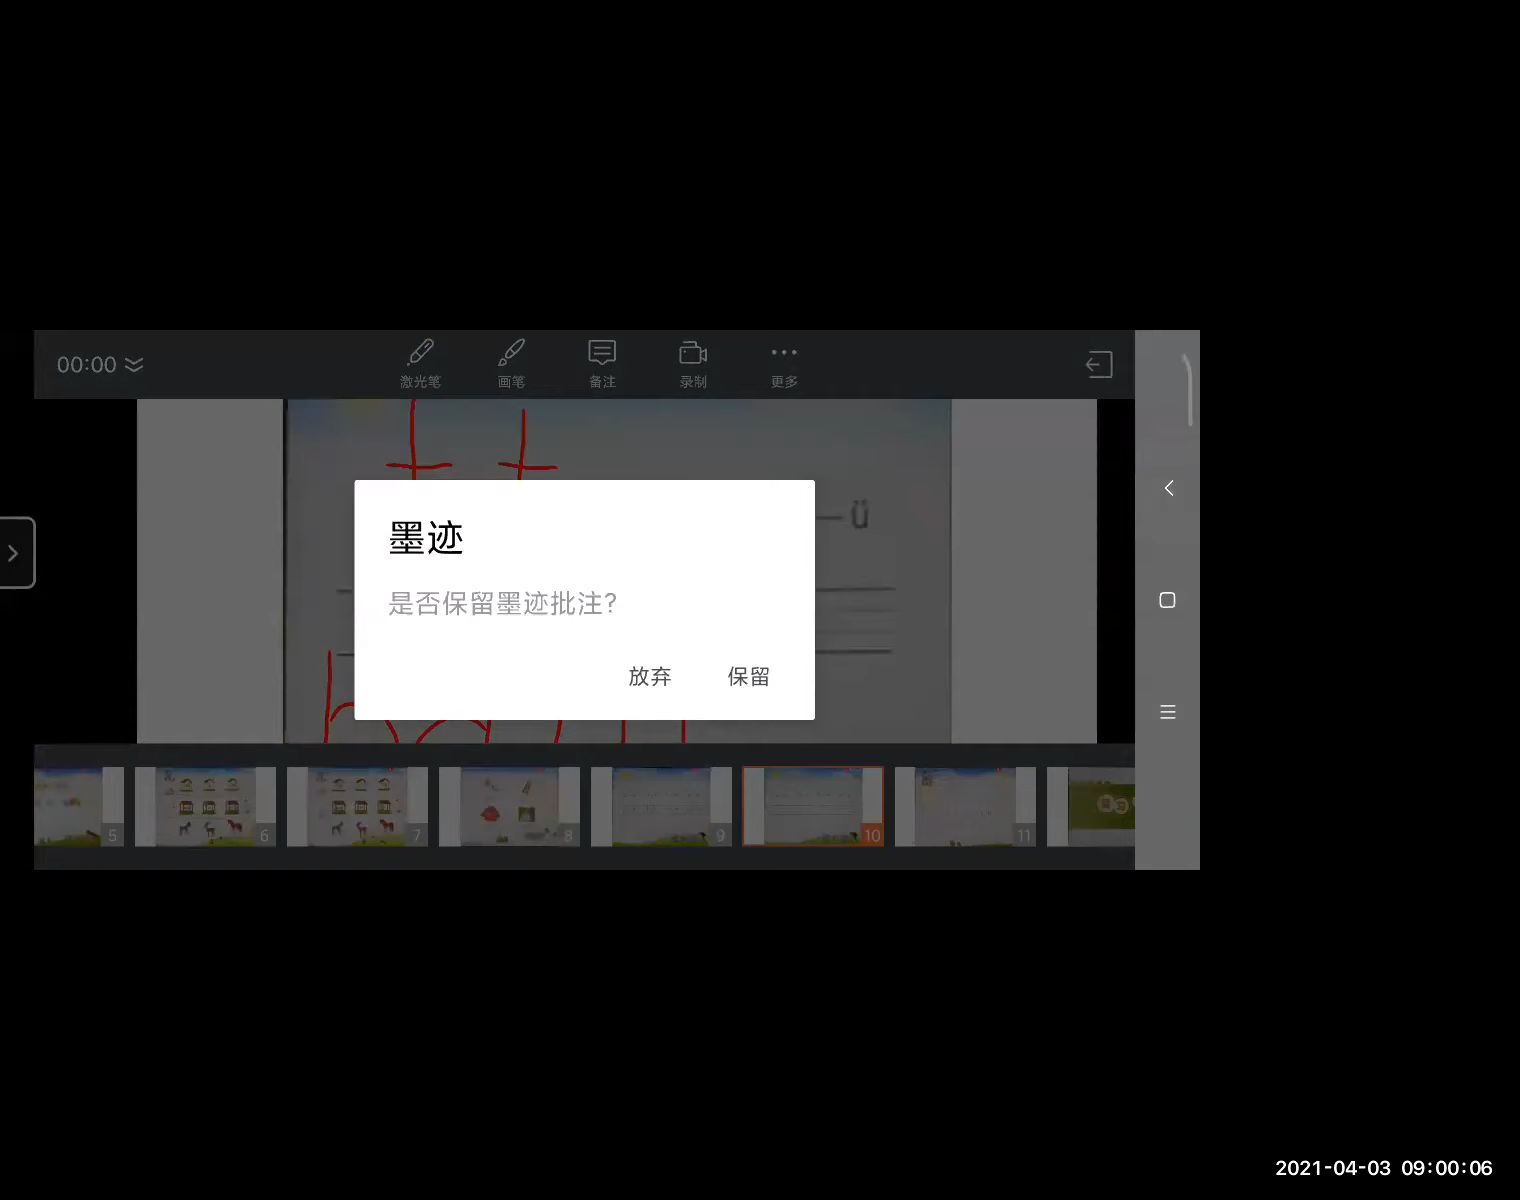 00:00
激光笔 画笔 备注 录制 更多
ü
墨迹
是否保留墨迹批注?
放弃 保留
5 6 7 8 9 10 11
2021-04-03 09:00:06